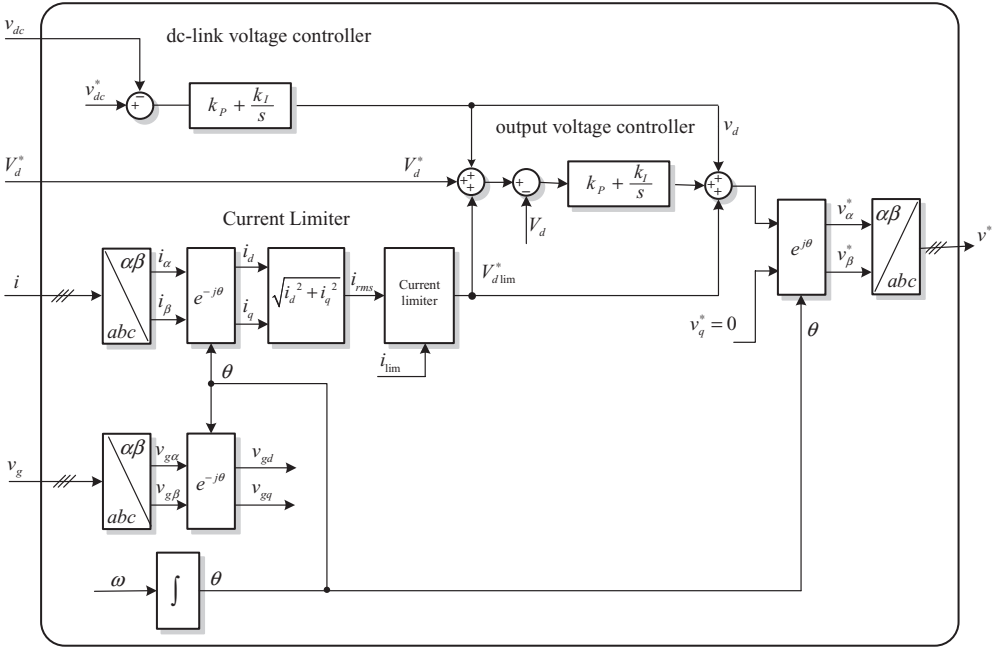 v_dc
dc-link voltage controller
v*_dc
−
+
k_P + k_I/s
output voltage controller
v_d
V*_d
V*_d
+ + +
+ −
k_P + k_I/s
+ + +
V_d
Current Limiter
αβ
abc
i_α
i_β
e^{−jθ}
i_d
i_q
√(i_d² + i_q²)
i_rms
Current
limiter
V*_dlim
i_lim
i
e^{jθ}
v*_α
v*_β
αβ
abc
v*
v*_q = 0
θ
θ
v_g
αβ
abc
v_gα
v_gβ
e^{−jθ}
v_gd
v_gq
ω
∫
θ